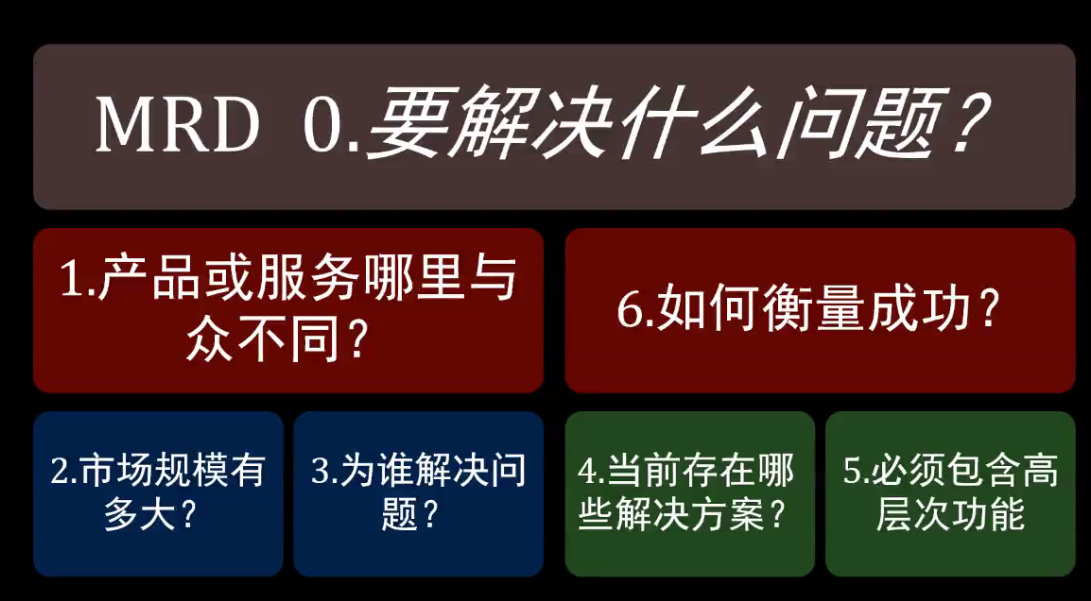 MRD 0.要解决什么问题?
1.产品或服务哪里与
众不同?
6.如何衡量成功?
2.市场规模有
多大?
3.为谁解决问
题?
4.当前存在哪
些解决方案?
5.必须包含高
层次功能